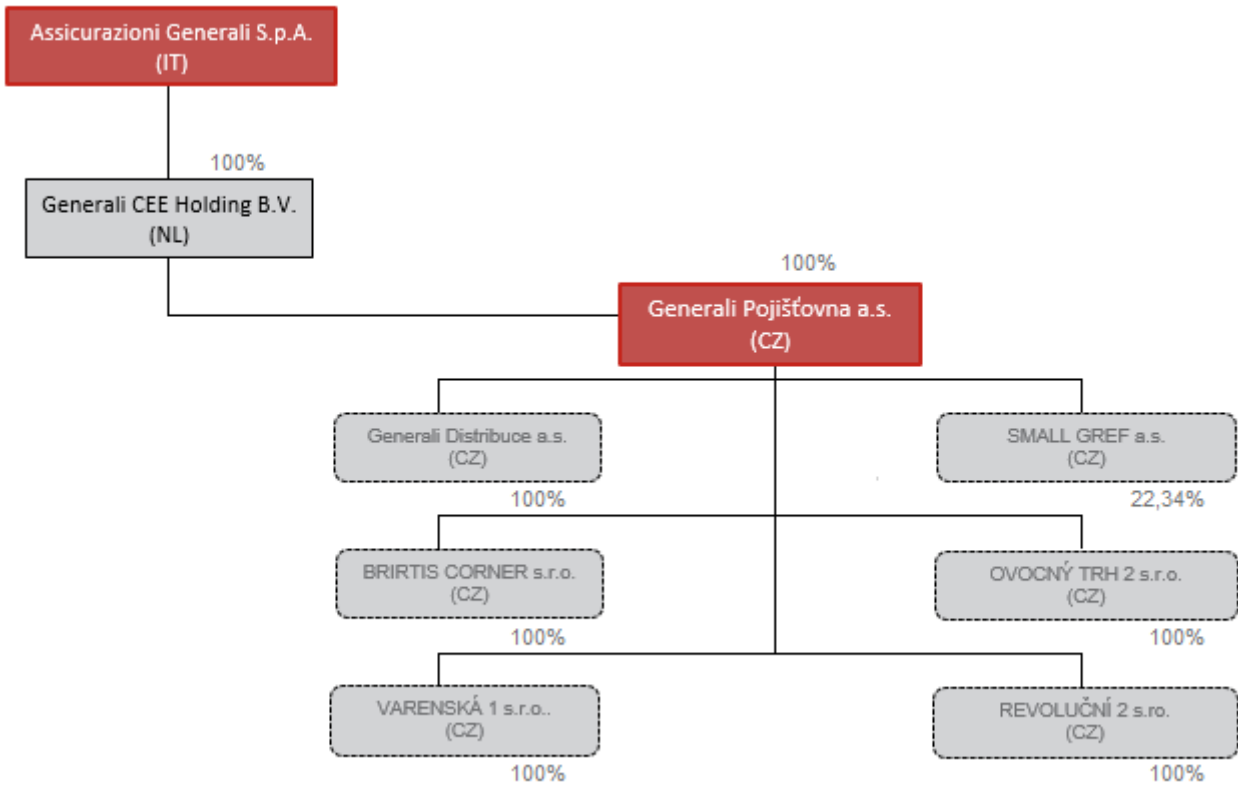 Assicurazioni Generali S.p.A.
(IT)
100%
Generali CEE Holding B.V.
(NL)
100%
Generali Pojišťovna a.s.
(CZ)
Generali Distribuce a.s.
(CZ)
100%
SMALL GREF a.s.
(CZ)
22,34%
BRIRTIS CORNER s.r.o.
(CZ)
100%
OVOCNÝ TRH 2 s.r.o.
(CZ)
100%
VARENSKÁ 1 s.r.o..
(CZ)
100%
REVOLUČNÍ 2 s.ro.
(CZ)
100%